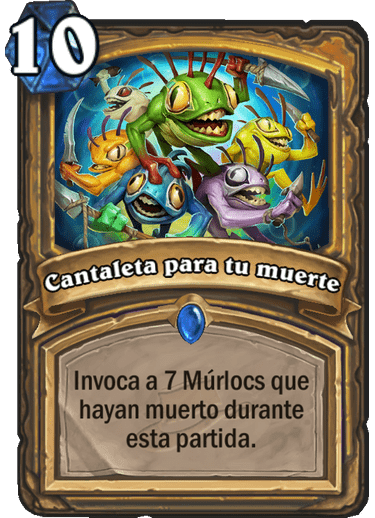 10
Cantaleta para tu muerte
Invoca a 7 Múrlocs que
hayan muerto durante
esta partida.